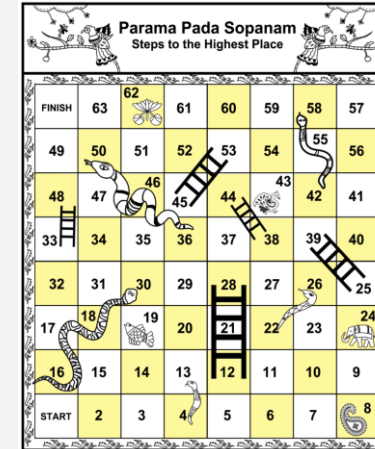 Parama Pada Sopanam
Steps to the Highest Place
FINISH 63 62 61 60 59 58 57
49 50 51 52 53 54 55 56
48 47 46 45 44 43 42 41
33 34 35 36 37 38 39 40
32 31 30 29 28 27 26 25
17 18 19 20 21 22 23 24
16 15 14 13 12 11 10 9
START 2 3 4 5 6 7 8